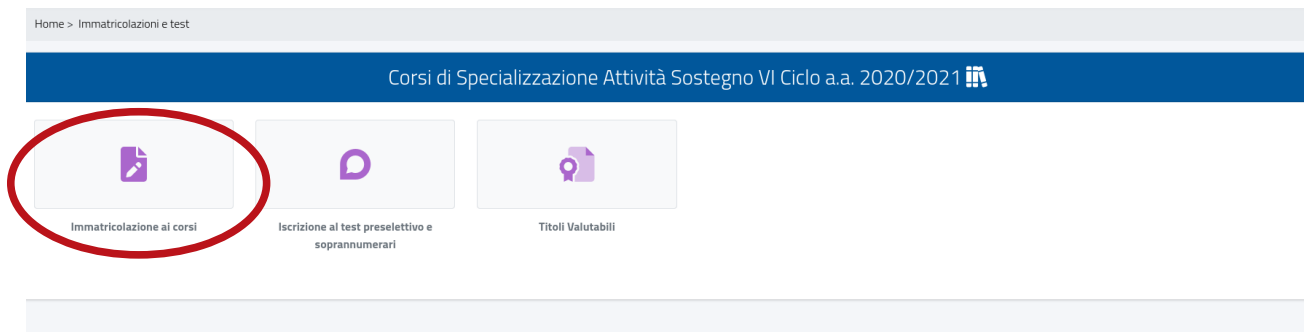 Home > Immatricolazioni e test
Corsi di Specializzazione Attività Sostegno VI Ciclo a.a. 2020/2021
Immatricolazione ai corsi
Iscrizione al test preselettivo e
soprannumerari
Titoli Valutabili